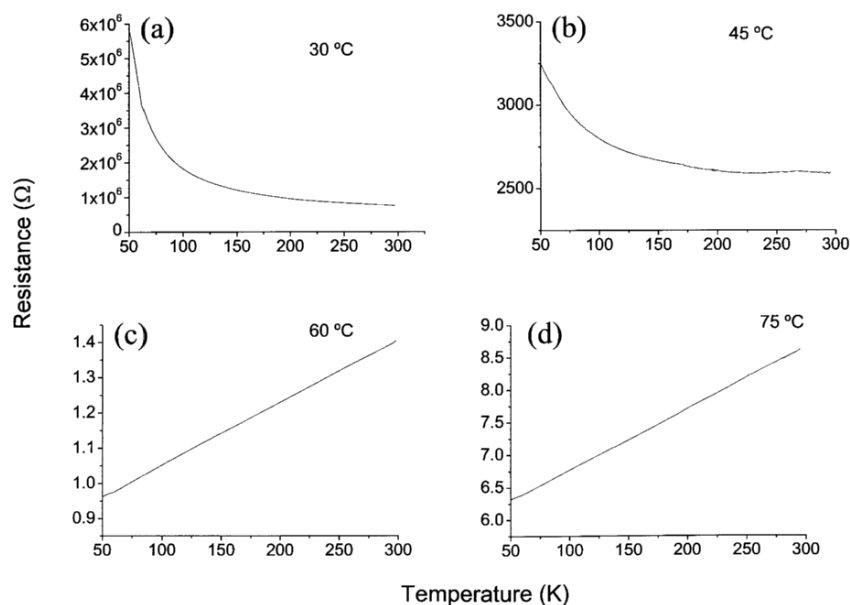 (a)
30 ºC
6x10⁶
5x10⁶
4x10⁶
3x10⁶
2x10⁶
1x10⁶
0
50 100 150 200 250 300
(b)
45 ºC
3500
3000
2500
50 100 150 200 250 300
Resistance (Ω)
(c)
60 ºC
1.4
1.3
1.2
1.1
1.0
0.9
50 100 150 200 250 300
(d)
75 ºC
9.0
8.5
8.0
7.5
7.0
6.5
6.0
50 100 150 200 250 300
Temperature (K)